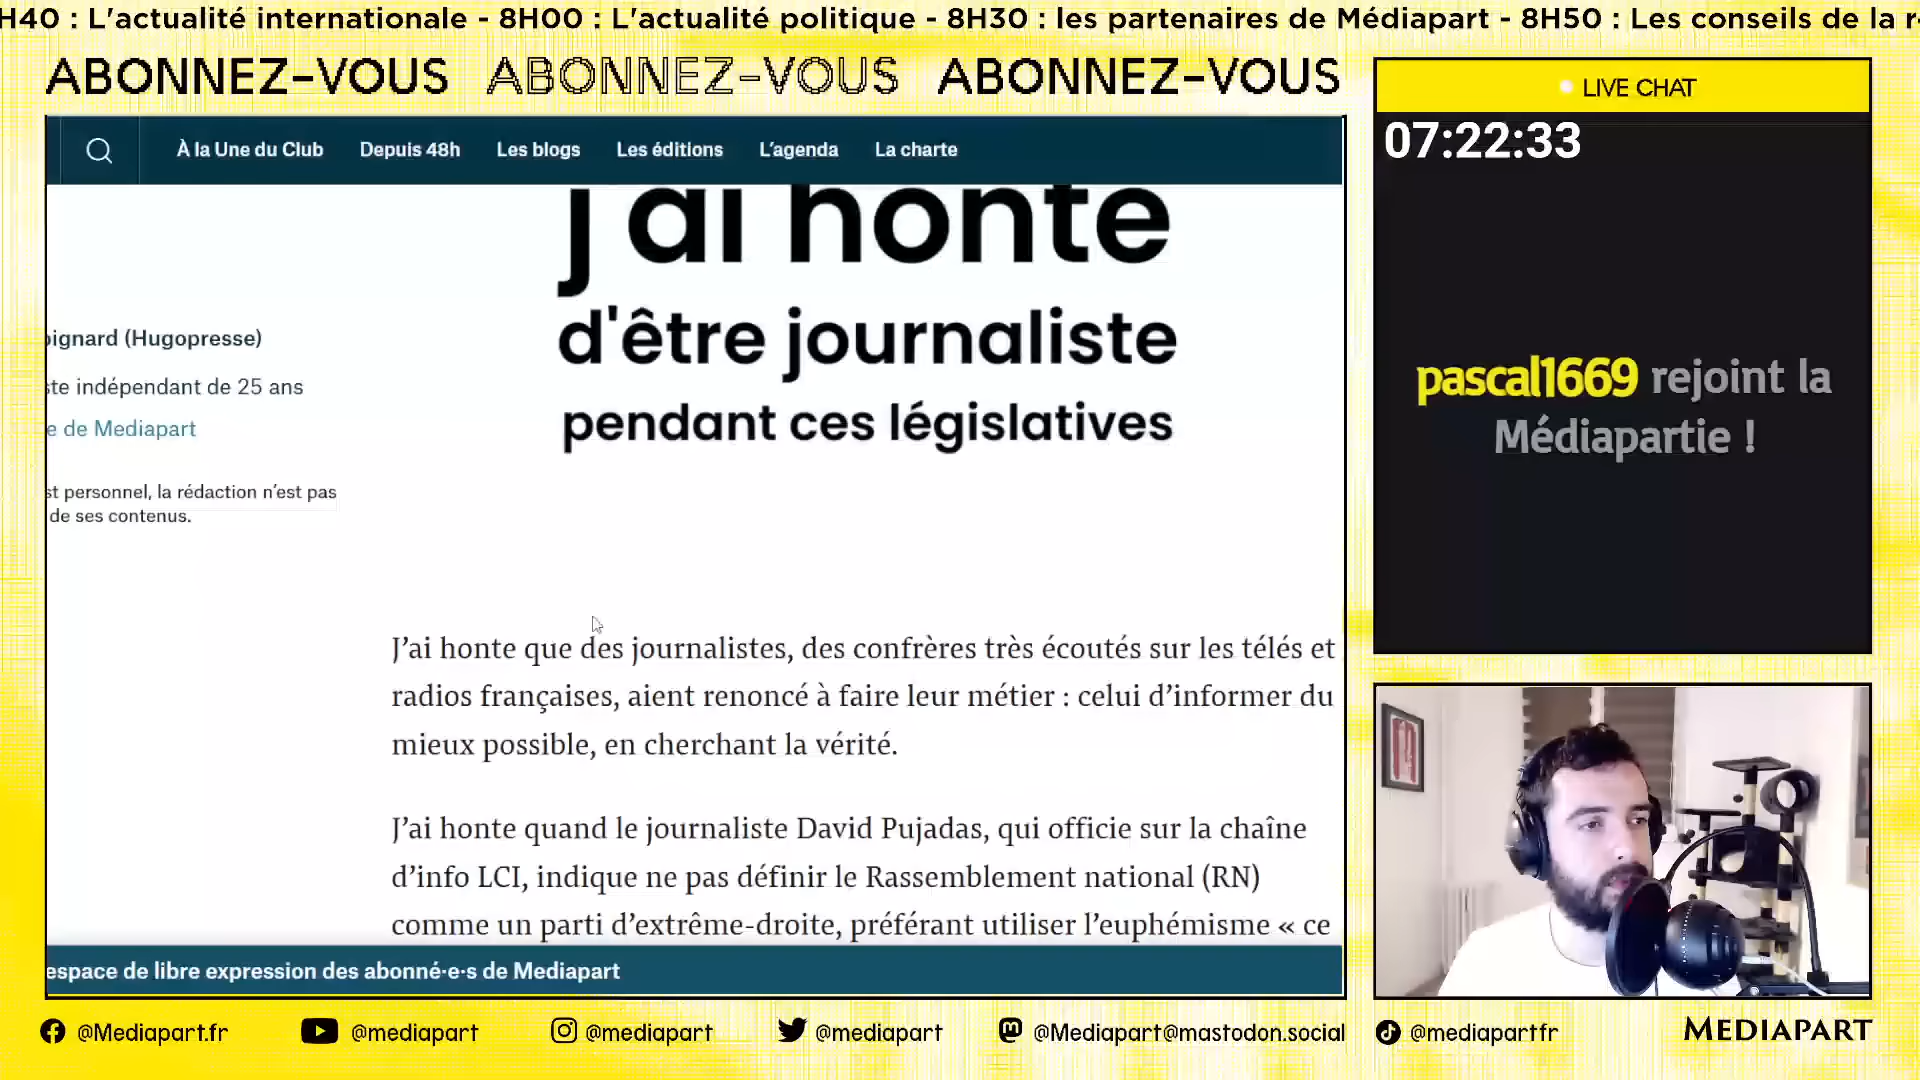 H40 : L'actualité internationale - 8H00 : L'actualité politique - 8H30 : les partenaires de Médiapart - 8H50 : Les conseils de la r
ABONNEZ-VOUS ABONNEZ-VOUS ABONNEZ-VOUS
LIVE CHAT
07:22:33
À la Une du Club Depuis 48h Les blogs Les éditions L'agenda La charte
j'ai honte
d'être journaliste
pendant ces législatives
oignard (Hugopresse)
ste indépendant de 25 ans
e de Mediapart
st personnel, la rédaction n'est pas
de ses contenus.
J'ai honte que des journalistes, des confrères très écoutés sur les télés et
radios françaises, aient renoncé à faire leur métier : celui d'informer du
mieux possible, en cherchant la vérité.
J'ai honte quand le journaliste David Pujadas, qui officie sur la chaîne
d'info LCI, indique ne pas définir le Rassemblement national (RN)
comme un parti d'extrême-droite, préférant utiliser l'euphémisme « ce
espace de libre expression des abonné·e·s de Mediapart
pascal1669 rejoint la
Médiapartie !
@Mediapart.fr @mediapart @mediapart @mediapart @Mediapart@mastodon.social @mediapartfr MEDIAPART